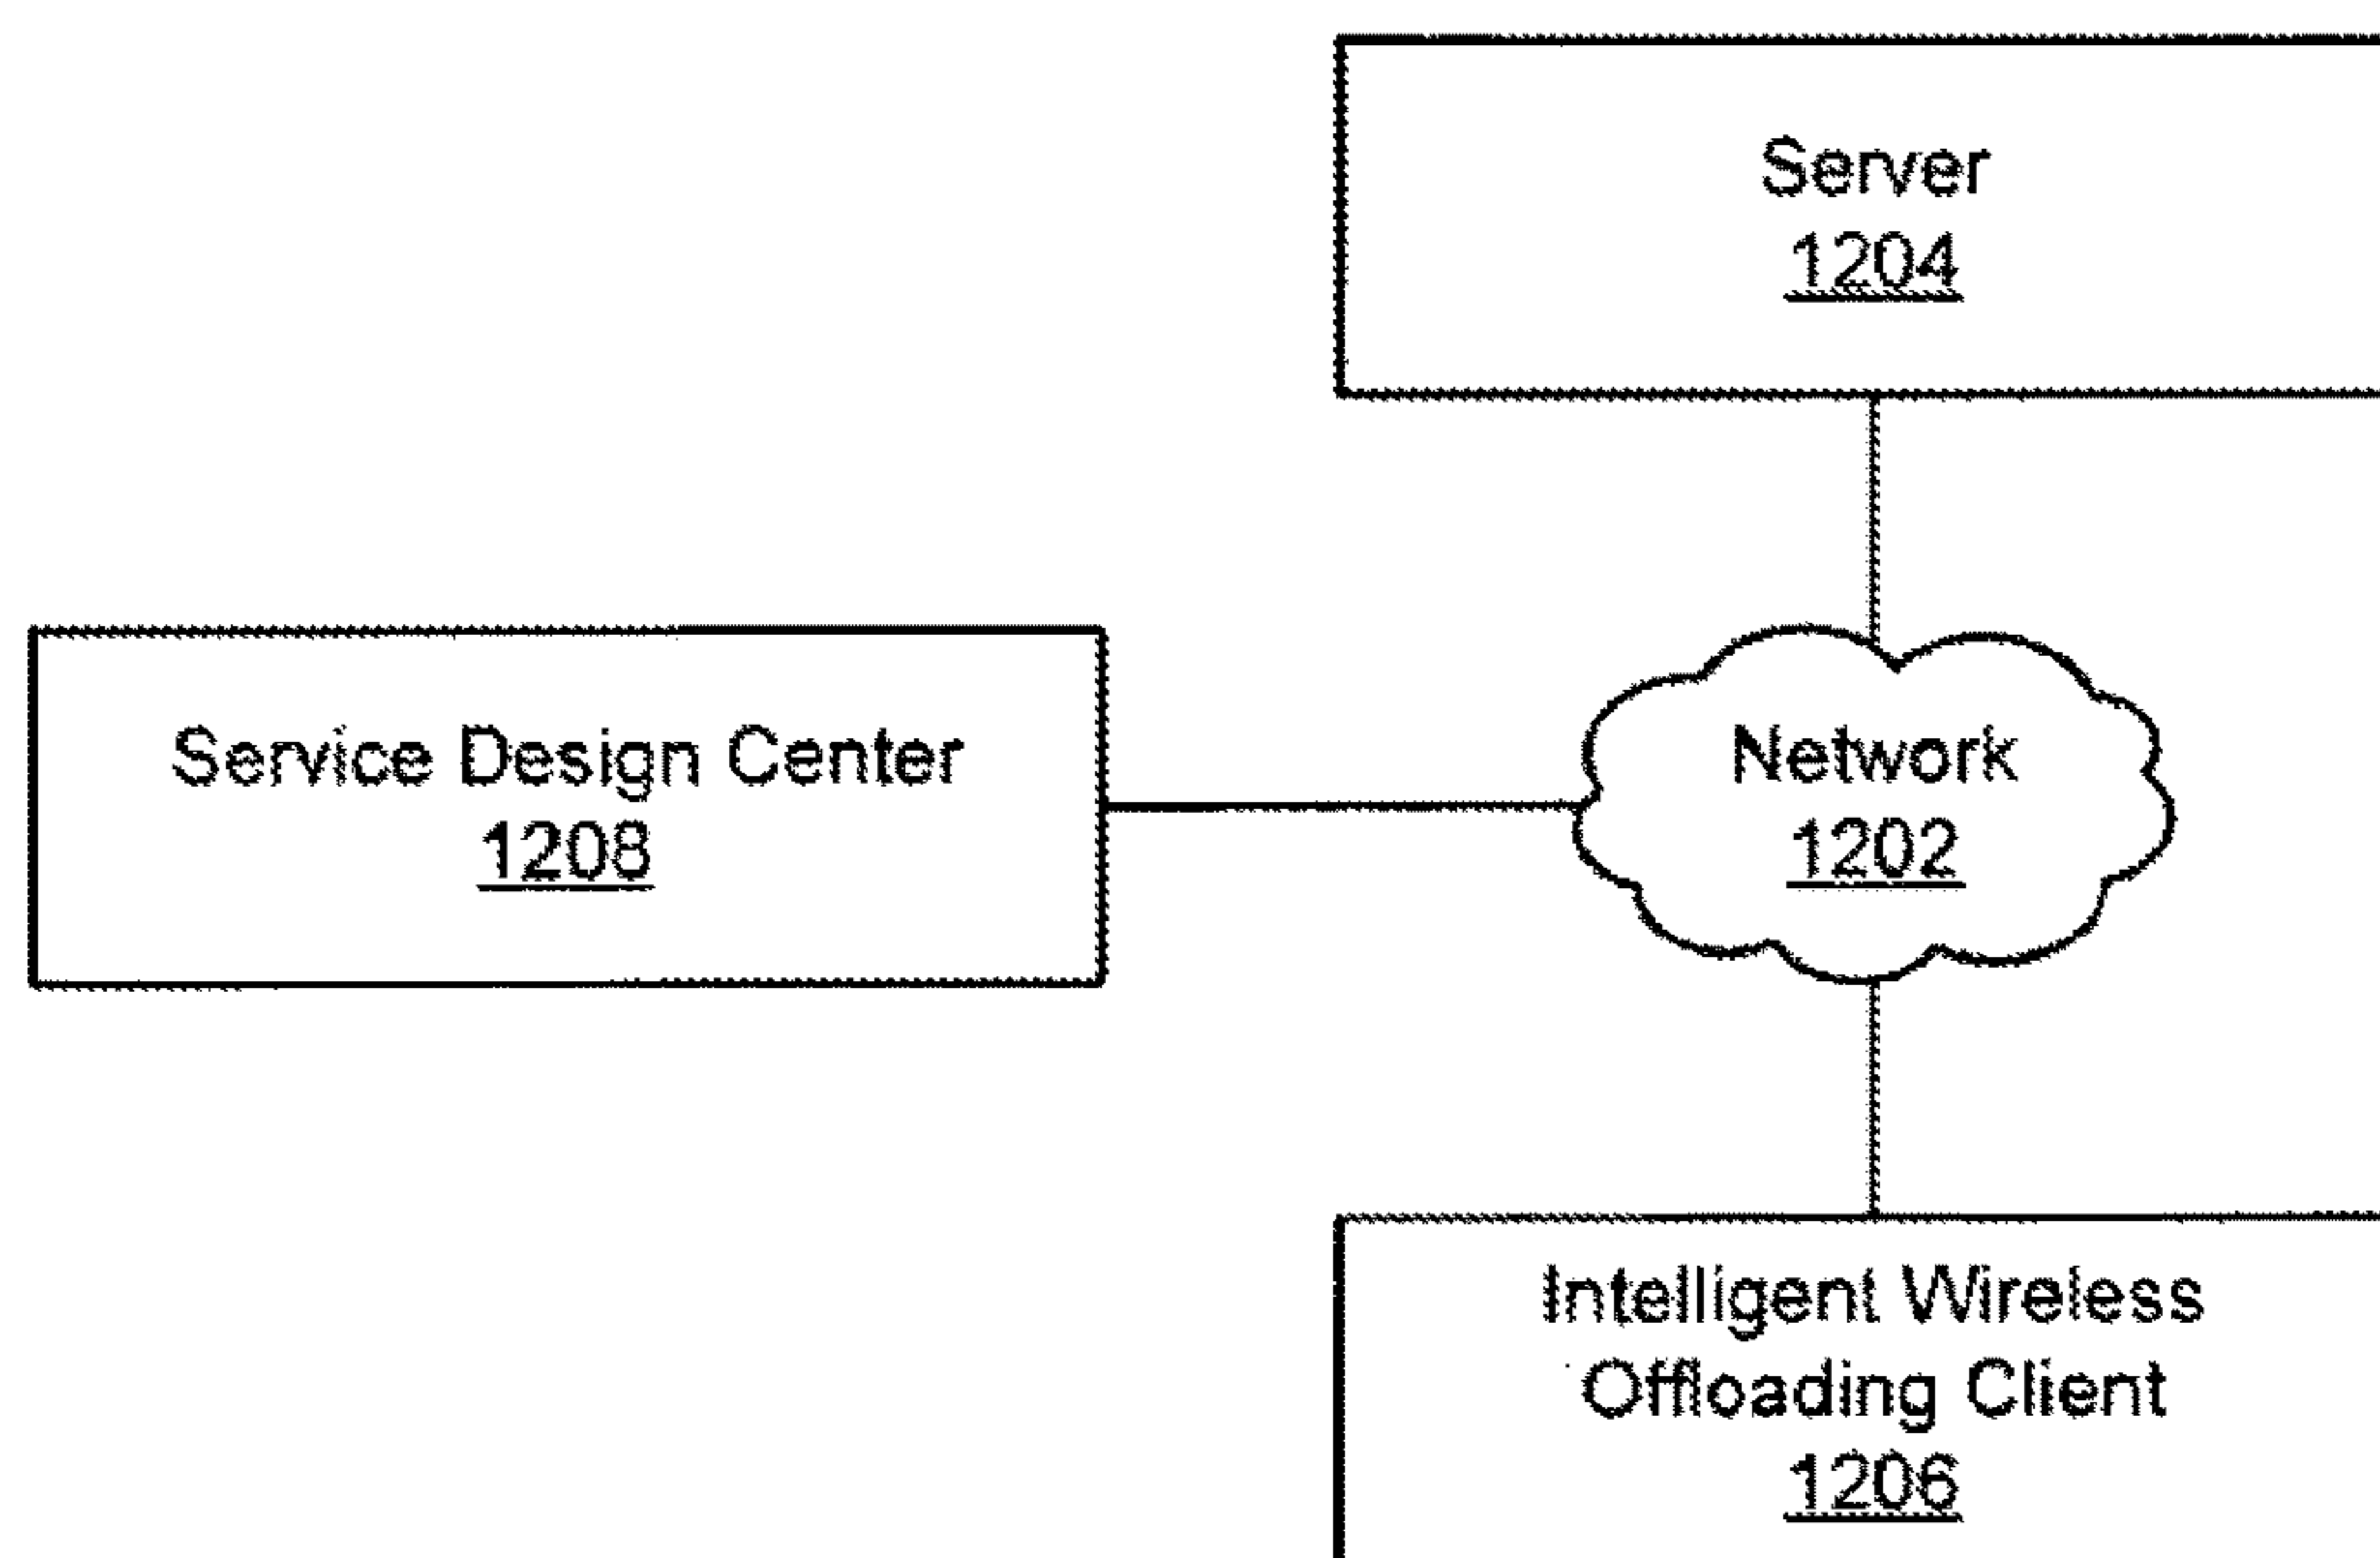 Server
1204
Service Design Center
1208
Network
1202
Intelligent Wireless
Offloading Client
1206